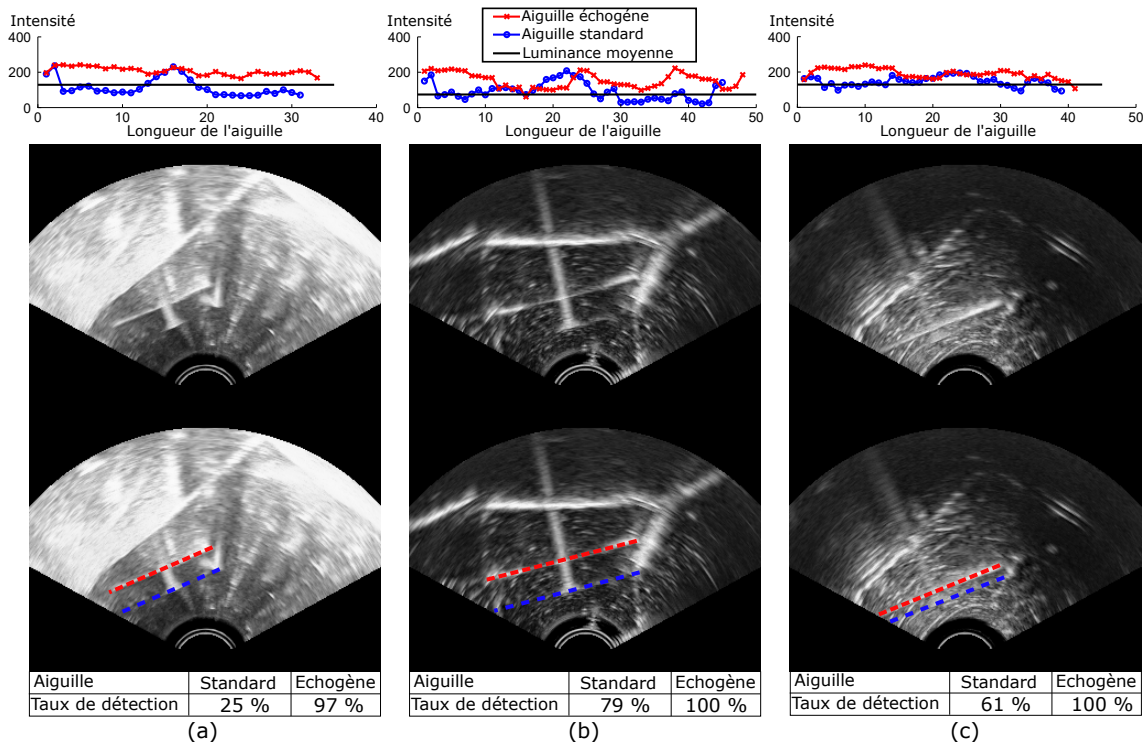 Intensité
Aiguille échogéne
Aiguille standard
Luminance moyenne
400
200
0
0 10 20 30 40
Longueur de l'aiguille
Intensité
400
200
0
0 10 20 30 40 50
Longueur de l'aiguille
Intensité
400
200
0
0 10 20 30 40 50
Longueur de l'aiguille
Aiguille Standard Echogène
Taux de détection 25 % 97 %
(a)
Aiguille Standard Echogène
Taux de détection 79 % 100 %
(b)
Aiguille Standard Echogène
Taux de détection 61 % 100 %
(c)